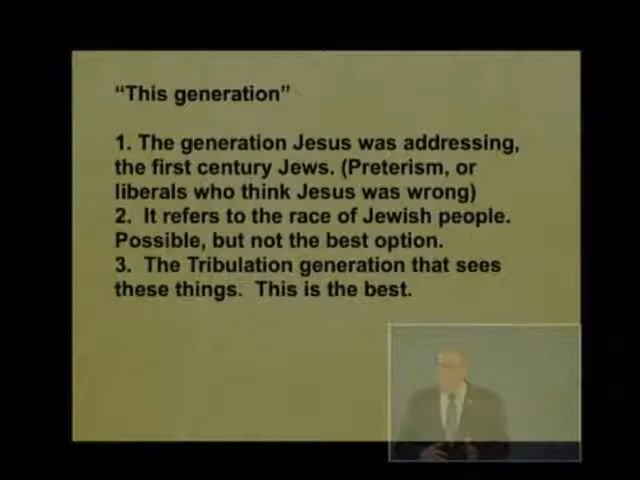 “This generation”
1. The generation Jesus was addressing,
the first century Jews. (Preterism, or
liberals who think Jesus was wrong)
2.  It refers to the race of Jewish people.
Possible, but not the best option.
3.  The Tribulation generation that sees
these things.  This is the best.